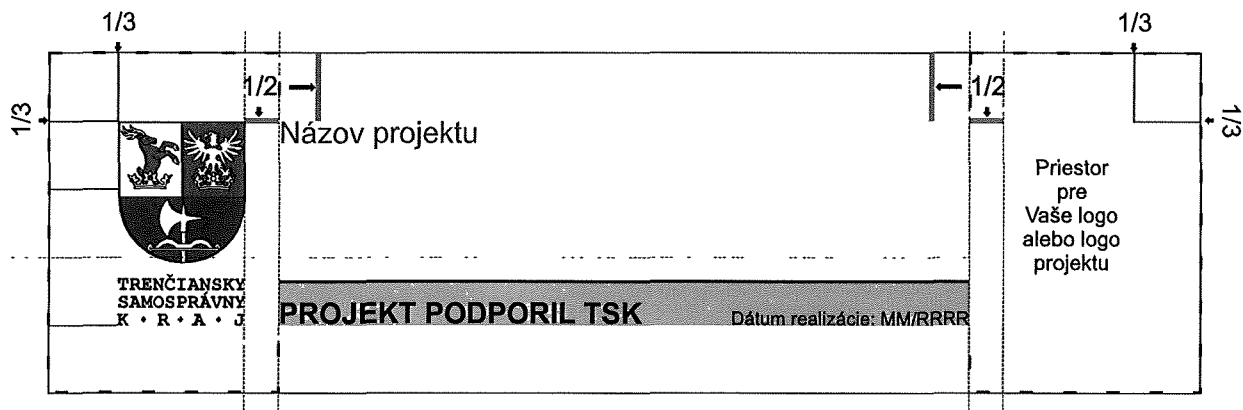 1/3
1/3
1/2
1/2
1/3
1/3
Názov projektu
Priestor
pre
Vaše logo
alebo logo
projektu
TRENČIANSKY
SAMOSPRÁVNY
K • R • A • J
PROJEKT PODPORIL TSK
Dátum realizácie: MM/RRRR